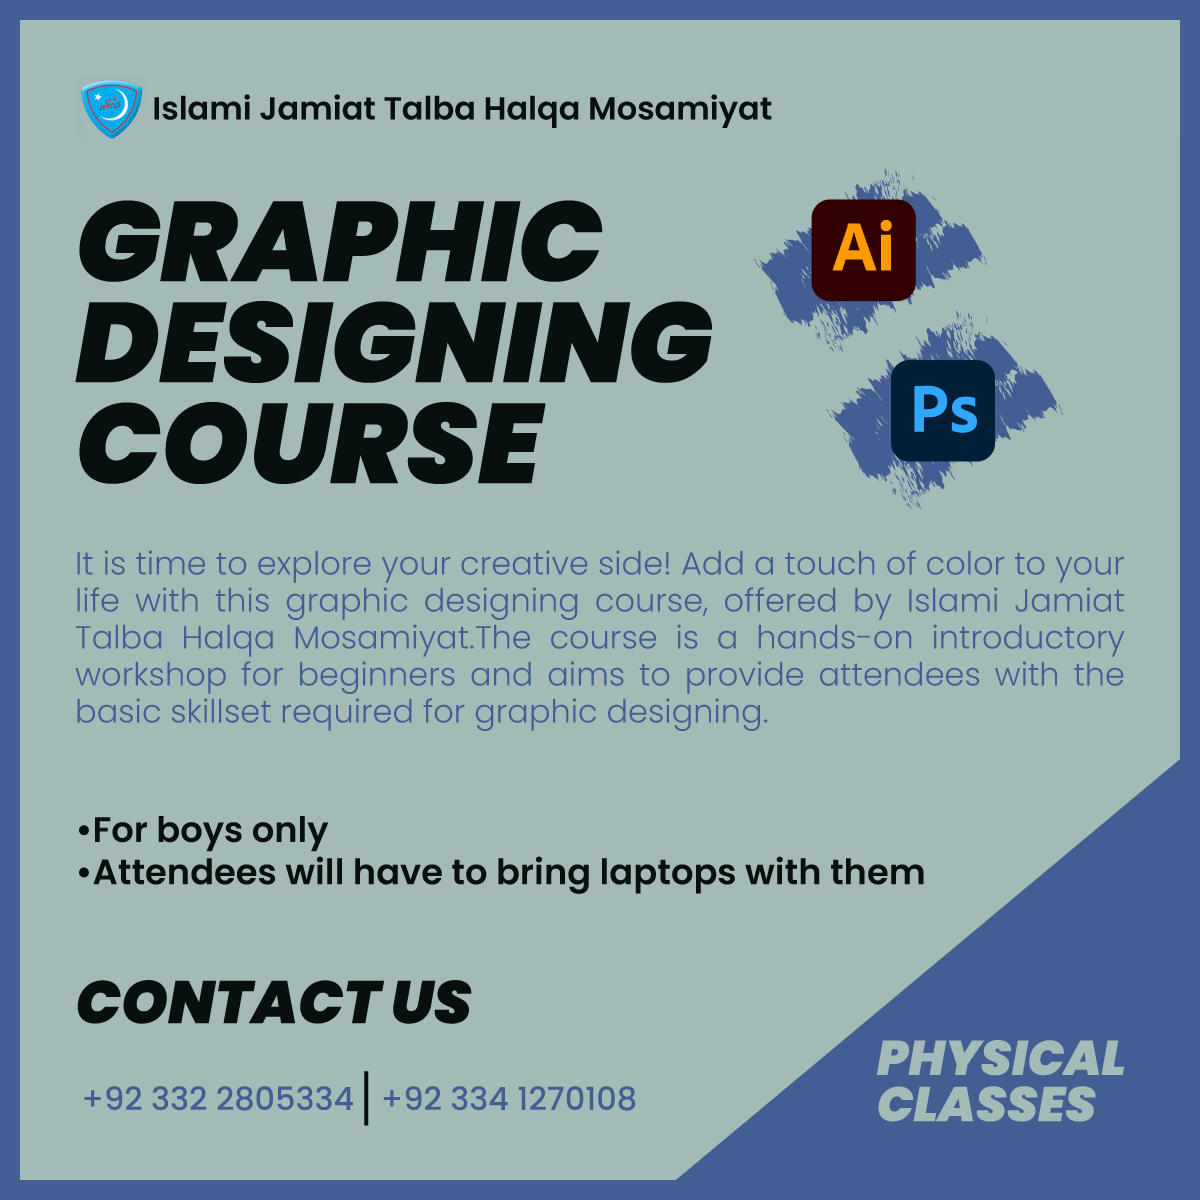 Islami Jamiat Talba Halqa Mosamiyat
GRAPHIC
DESIGNING
COURSE
Ai
Ps
It is time to explore your creative side! Add a touch of color to your
life with this graphic designing course, offered by Islami Jamiat
Talba Halqa Mosamiyat.The course is a hands-on introductory
workshop for beginners and aims to provide attendees with the
basic skillset required for graphic designing.
•For boys only
•Attendees will have to bring laptops with them
CONTACT US
+92 332 2805334 | +92 334 1270108
PHYSICAL
CLASSES